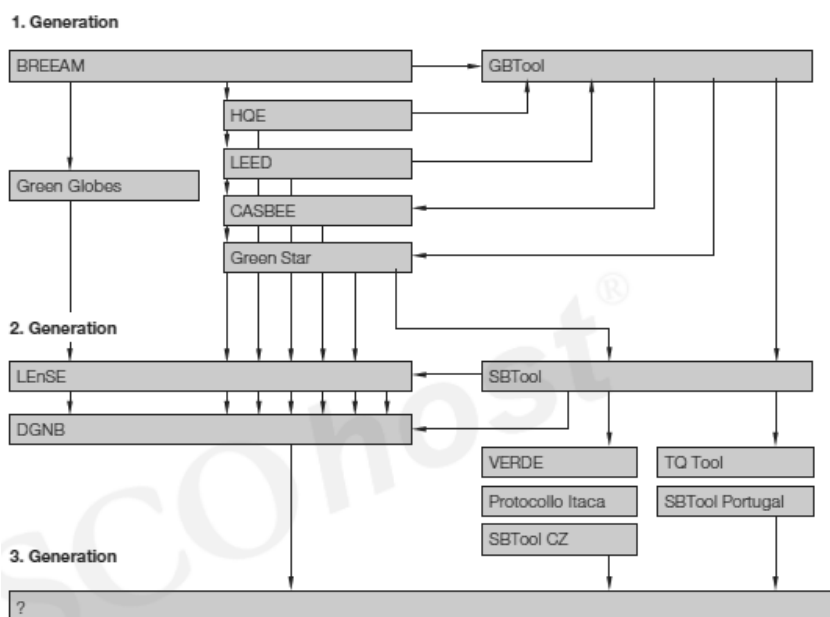 1. Generation
BREEAM
GBTool
HQE
LEED
Green Globes
CASBEE
Green Star
2. Generation
LEnSE
SBTool
DGNB
VERDE
TQ Tool
Protocollo Itaca
SBTool Portugal
SBTool CZ
3. Generation
?
SCOhost®